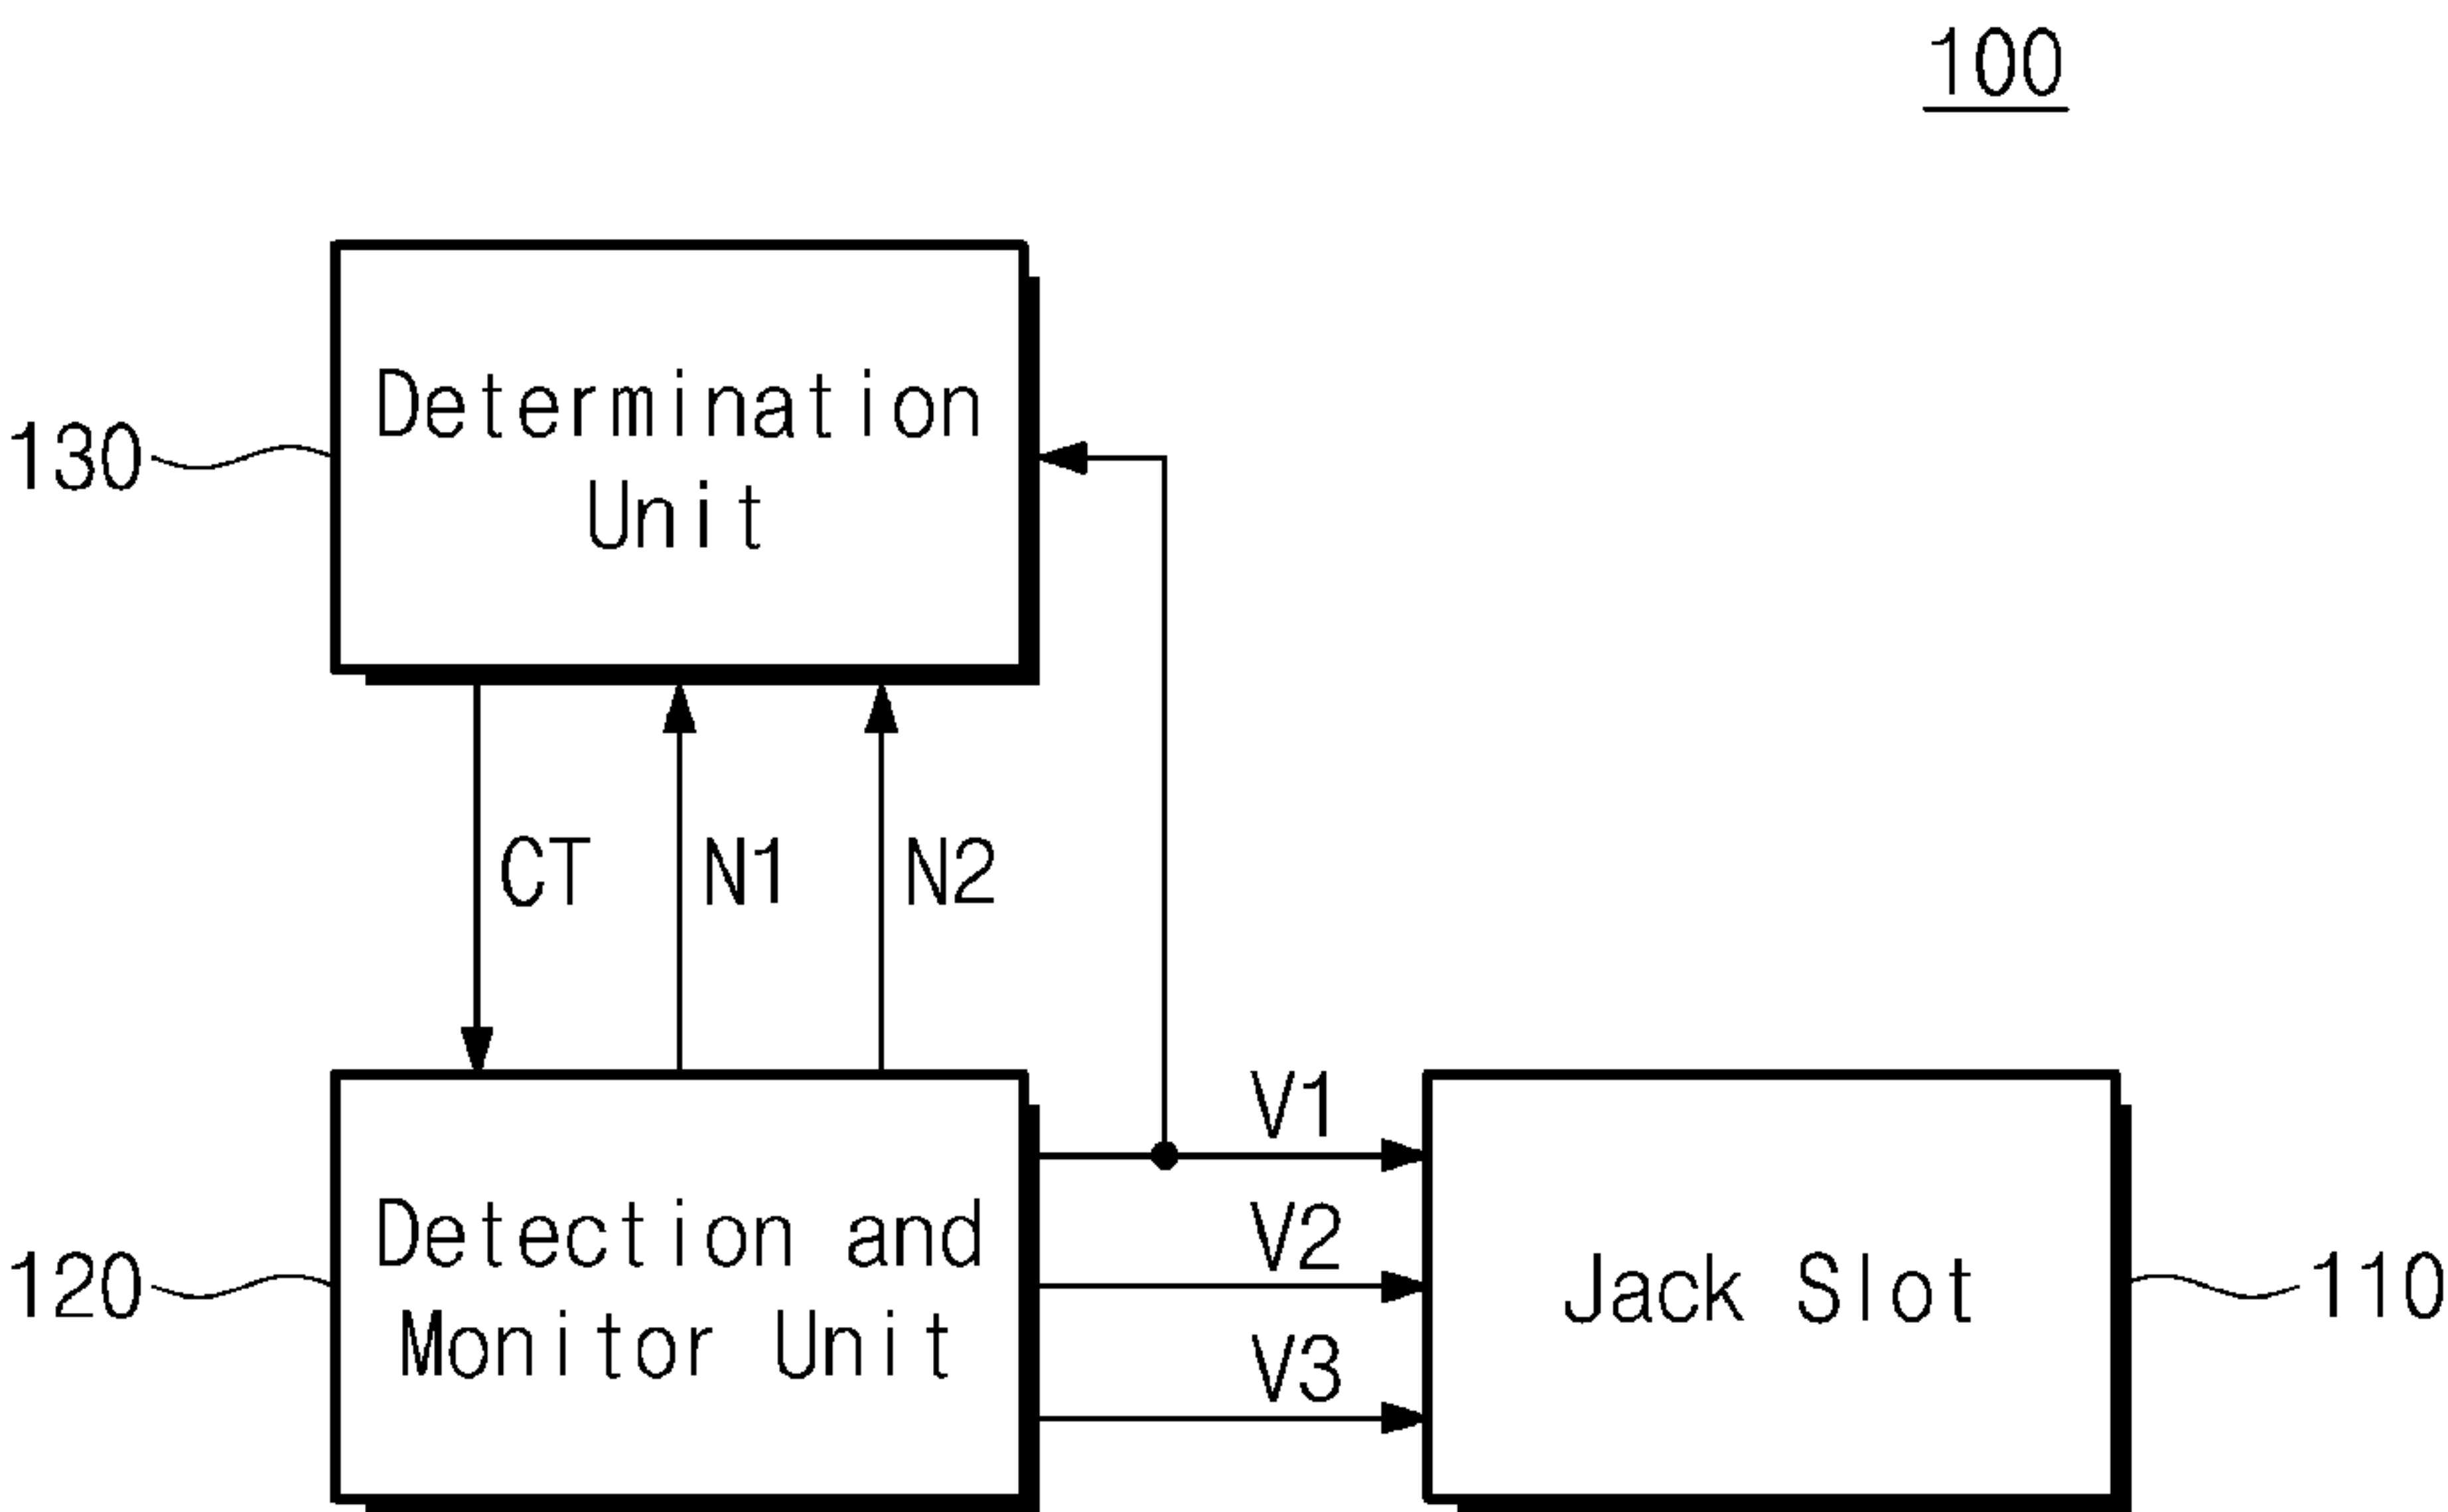 100
Determination
Unit
130
CT
N1
N2
V1
Detection and
Monitor Unit
120
V2
V3
Jack Slot
110